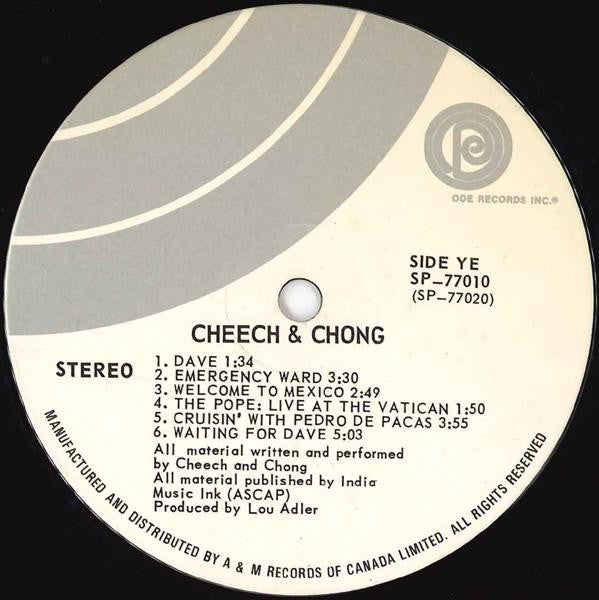 ODE RECORDS INC.®
SIDE YE
SP-77010
(SP-77020)
CHEECH & CHONG
STEREO
1. DAVE 1:34
2. EMERGENCY WARD 3:30
3. WELCOME TO MEXICO 2:49
4. THE POPE: LIVE AT THE VATICAN 1:50
5. CRUISIN' WITH PEDRO DE PACAS 3:55
6. WAITING FOR DAVE 5:03
All material written and performed
by Cheech and Chong
All material published by India
Music Ink (ASCAP)
Produced by Lou Adler
MANUFACTURED AND DISTRIBUTED BY A & M RECORDS OF CANADA LIMITED. ALL RIGHTS RESERVED